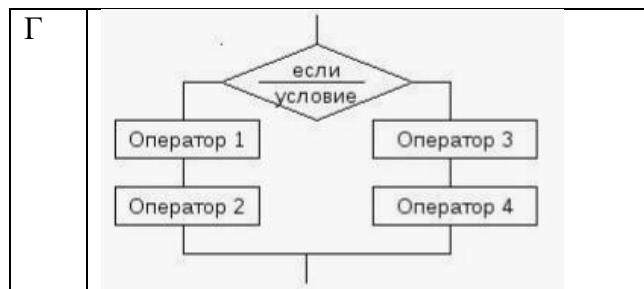 Г
если
условие
Оператор 1
Оператор 3
Оператор 2
Оператор 4